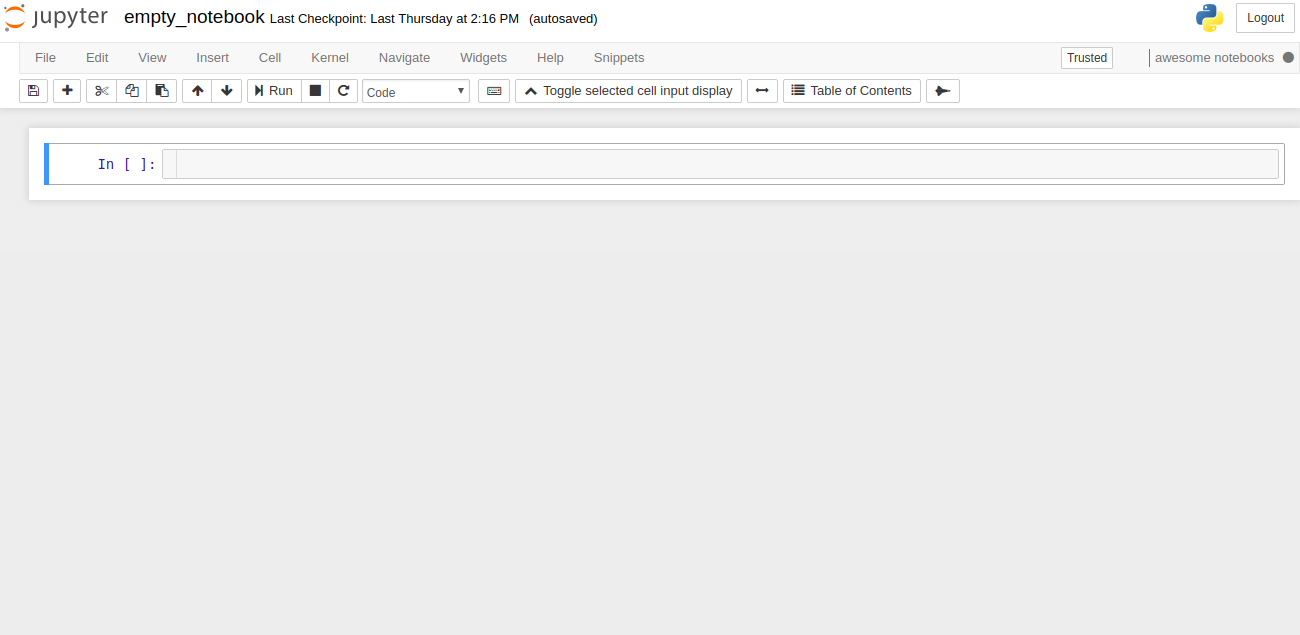 jupyter empty_notebook Last Checkpoint: Last Thursday at 2:16 PM (autosaved) Logout
File Edit View Insert Cell Kernel Navigate Widgets Help Snippets Trusted awesome notebooks
Run Code Toggle selected cell input display Table of Contents
In [ ]: